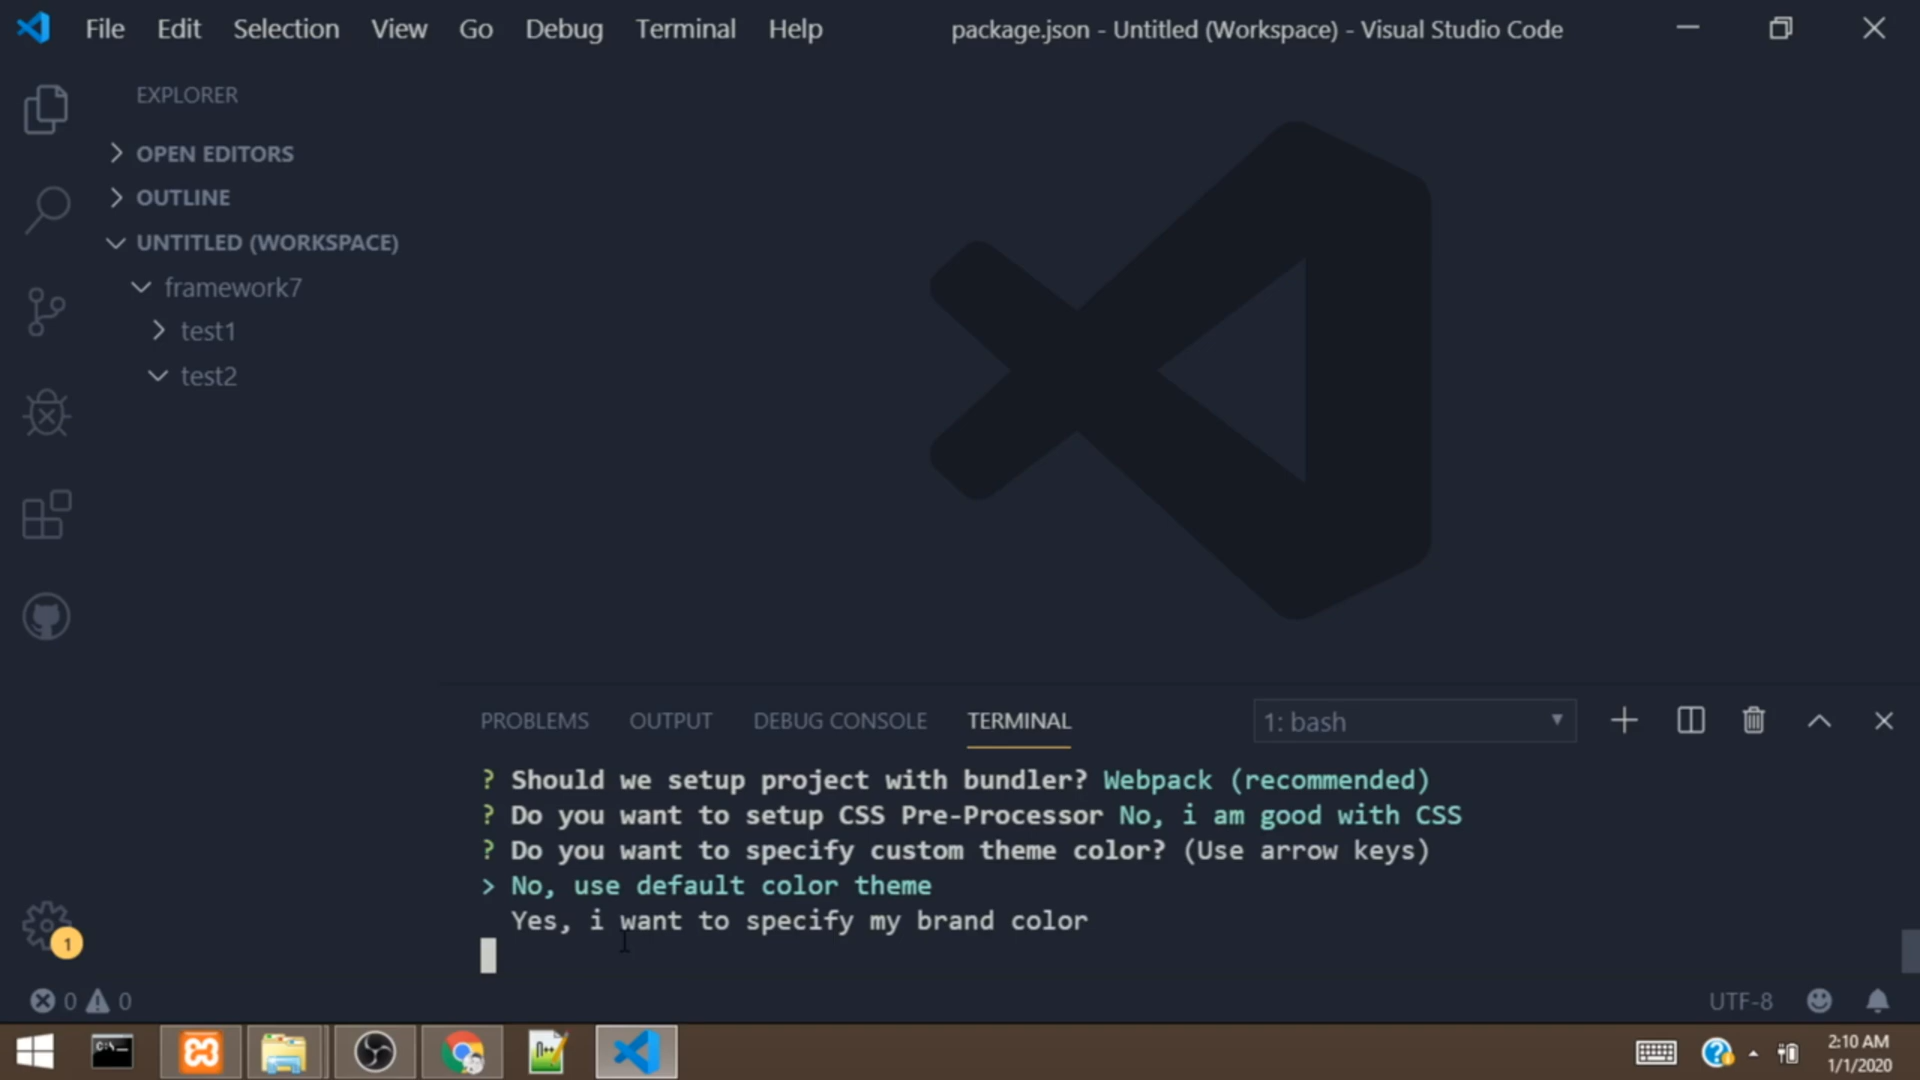 File Edit Selection View Go Debug Terminal Help package.json - Untitled (Workspace) - Visual Studio Code
EXPLORER
OPEN EDITORS
OUTLINE
UNTITLED (WORKSPACE)
framework7
test1
test2
PROBLEMS OUTPUT DEBUG CONSOLE TERMINAL 1: bash
? Should we setup project with bundler? Webpack (recommended)
? Do you want to setup CSS Pre-Processor No, i am good with CSS
? Do you want to specify custom theme color? (Use arrow keys)
> No, use default color theme
Yes, i want to specify my brand color
1
0 0 UTF-8
2:10 AM
1/1/2020